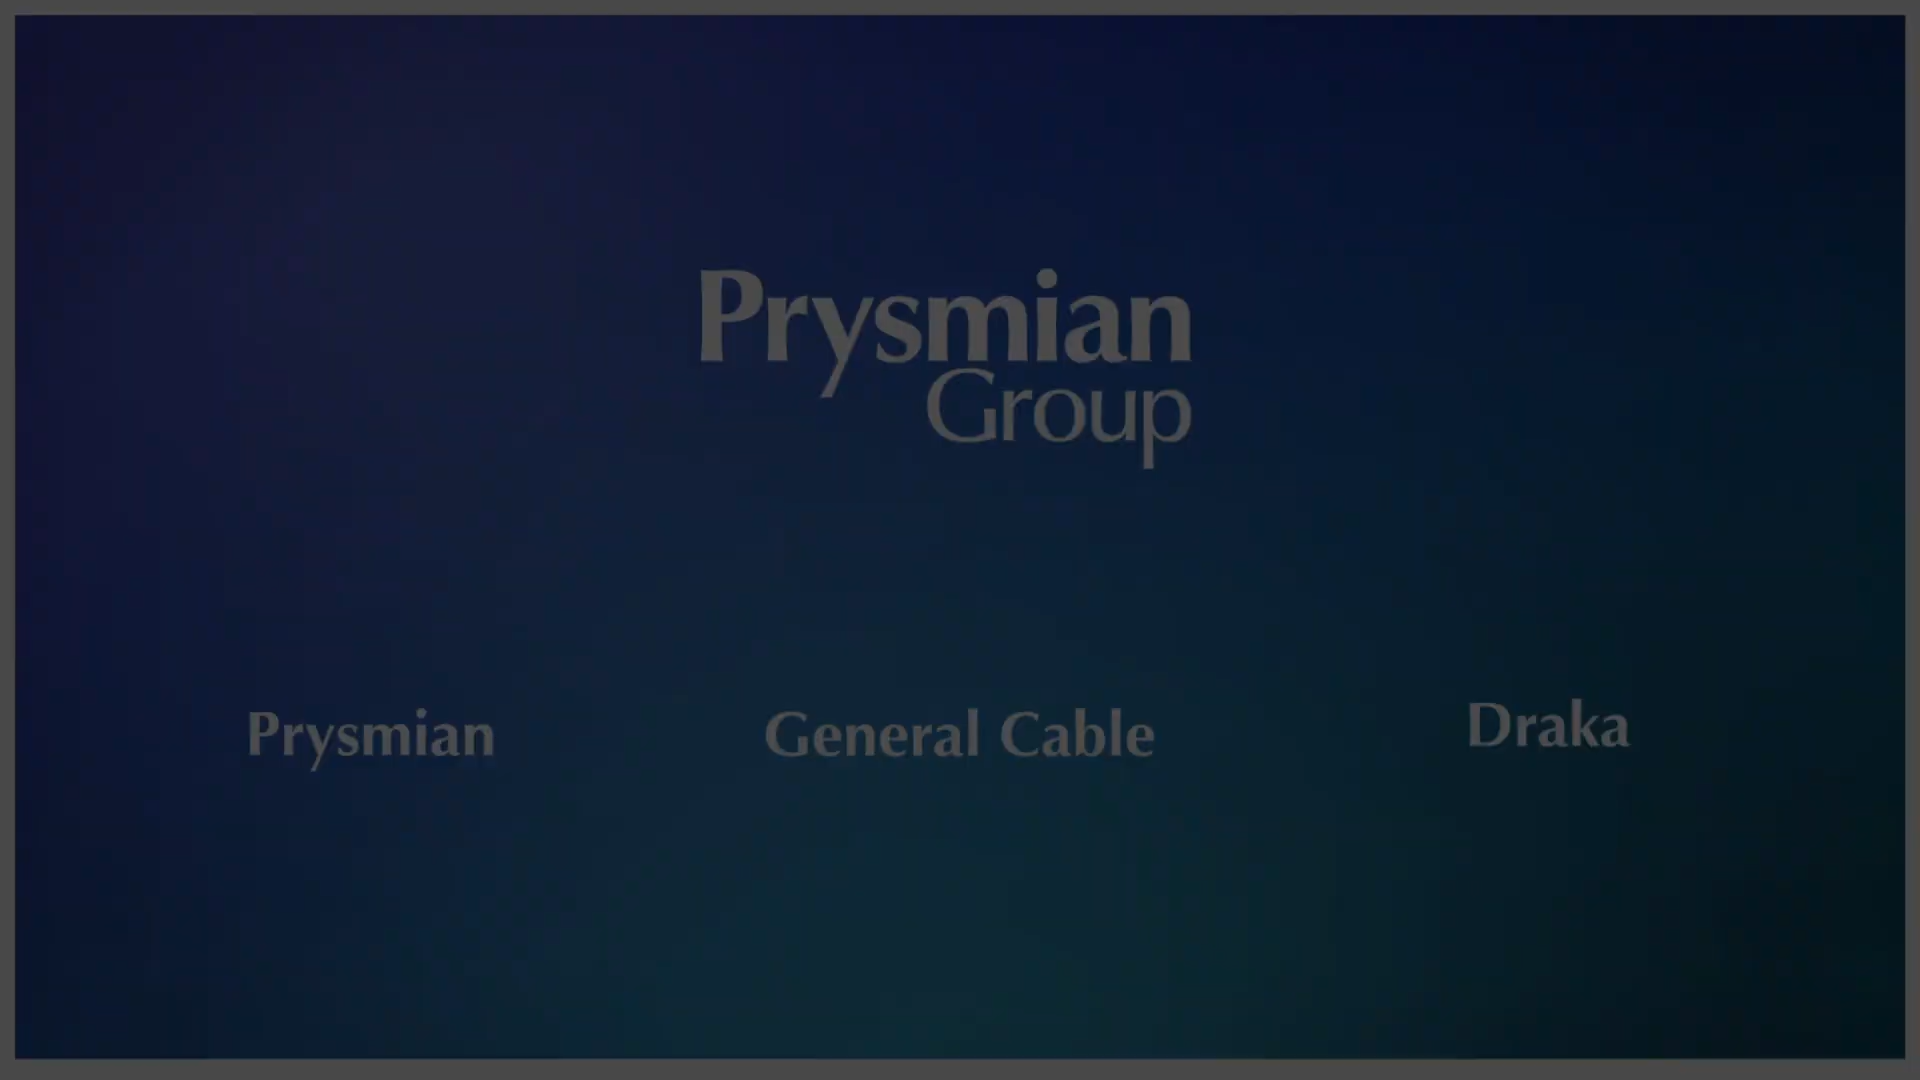 Prysmian
Group
Prysmian
General Cable
Draka